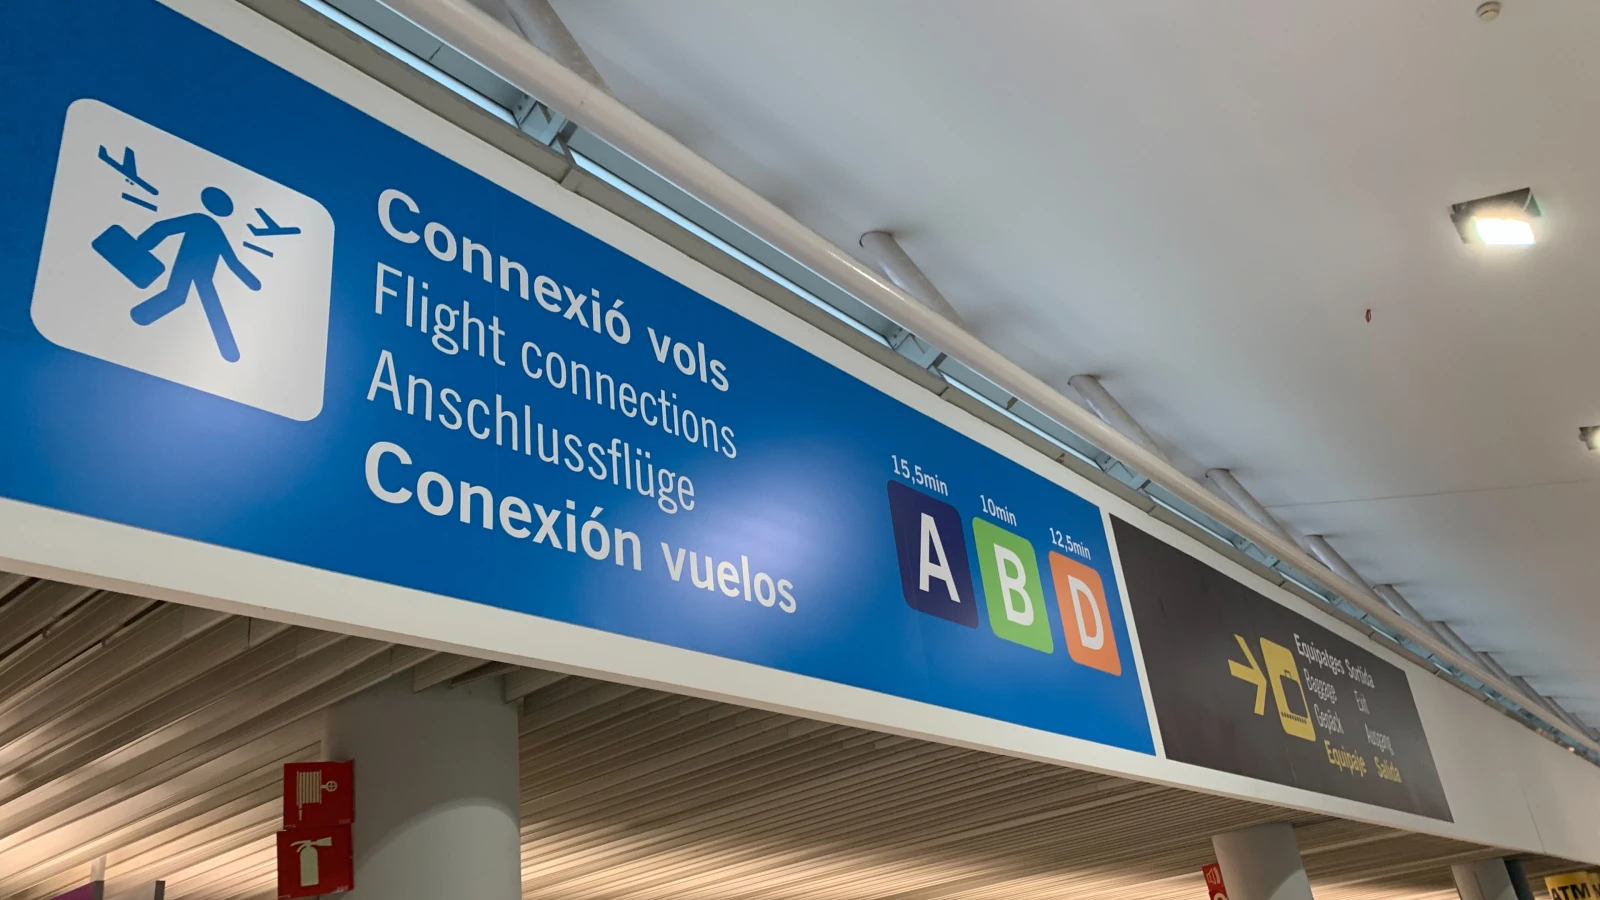 Connexió vols
Flight connections
Anschlussflüge
Conexión vuelos
15,5min
A
10min
B
12,5min
D
Equipatges Sortida
Baggage Exit
Gepäck Ausgang
Equipaje Salida
ATM